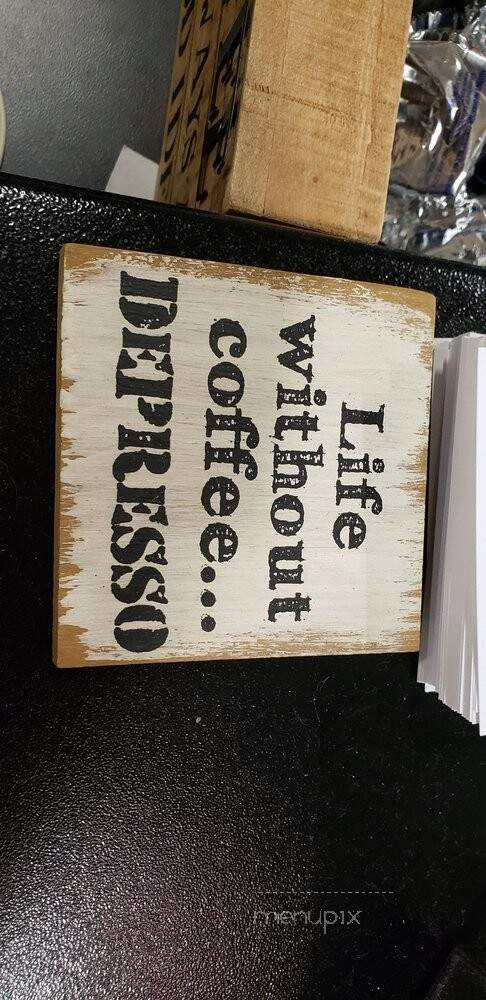 Life
without
coffee...
DEPRESSO
menupix